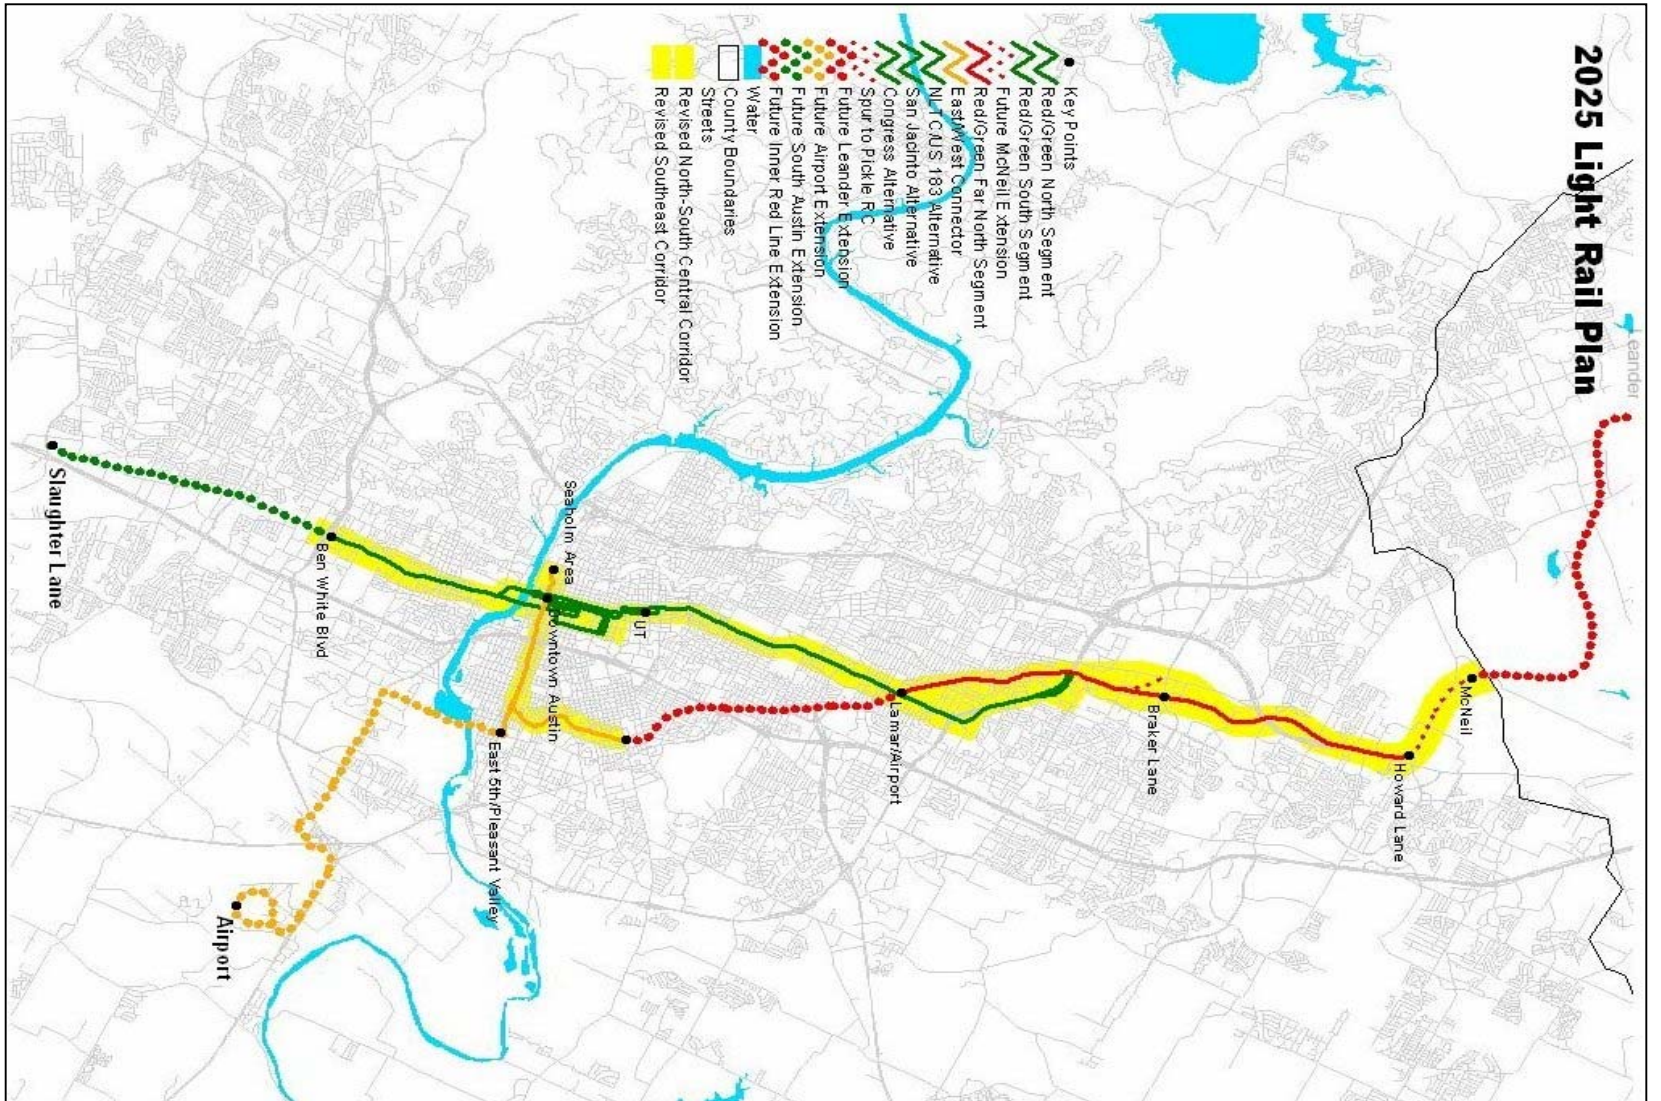 2025 Light Rail Plan
Leander
Key Points
Red/Green North Segment
Red/Green South Segment
Future McNeil Extension
Red/Green Far North Segment
East/West Connector
NLTC/US 183 Alternative
San Jacinto Alternative
Congress Alternative
Spur to Pickle RC
Future Leander Extension
Future Airport Extension
Future South Austin Extension
Future Inner Red Line Extension
Water
County Boundaries
Streets
Revised North-South Central Corridor
Revised Southeast Corridor
McNeil
Howard Lane
Braker Lane
Lamar/Airport
UT
Seaholm Area
Downtown Austin
East 5th/Pleasant Valley
Ben White Blvd
Airport
Slaughter Lane